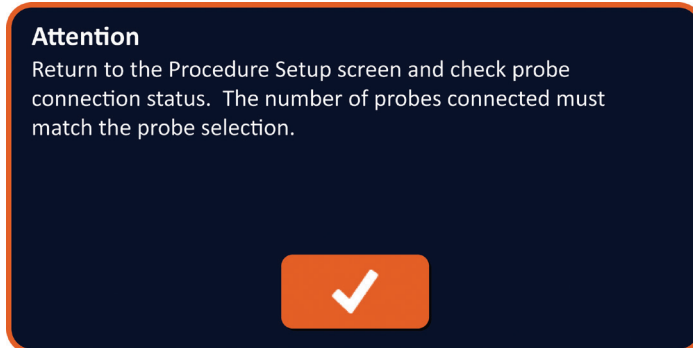 Attention
Return to the Procedure Setup screen and check probe
connection status.  The number of probes connected must
match the probe selection.